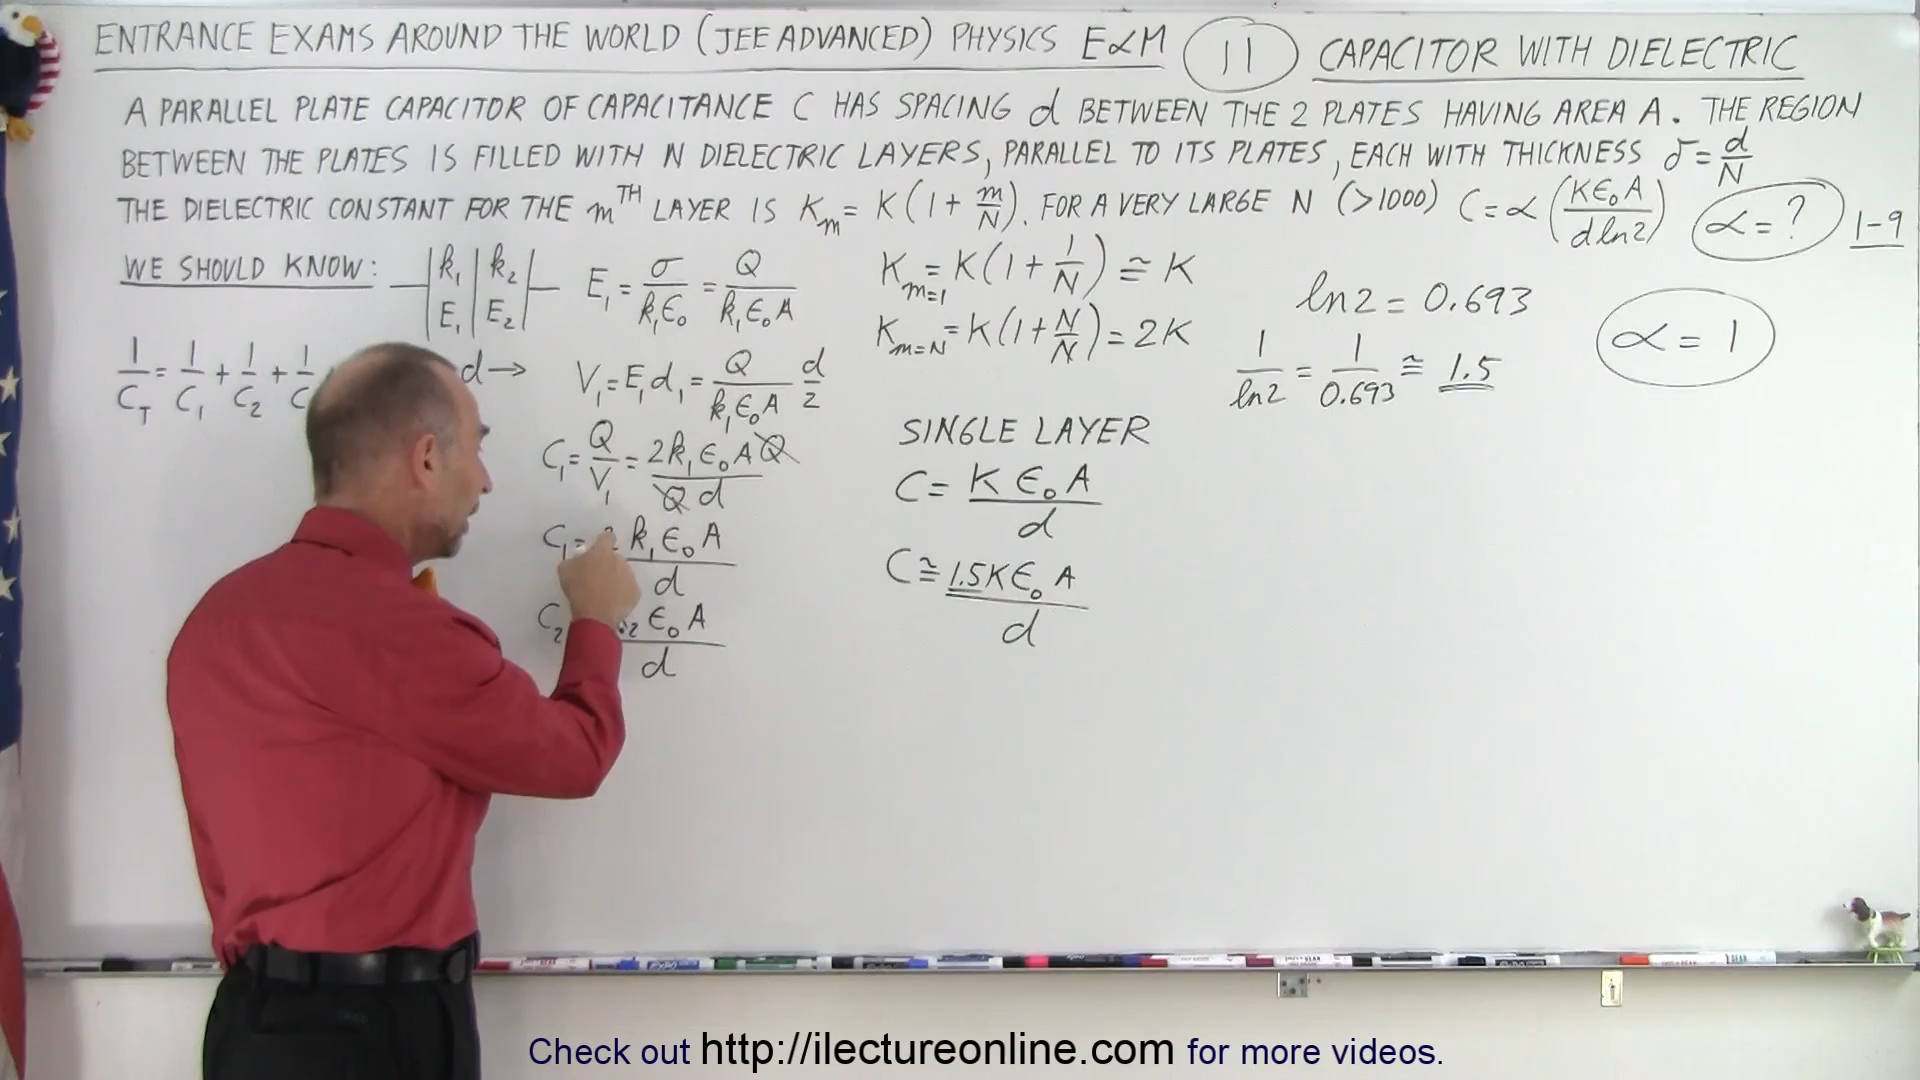 ENTRANCE EXAMS AROUND THE WORLD (JEE ADVANCED) PHYSICS E&M 11 CAPACITOR WITH DIELECTRIC
A PARALLEL PLATE CAPACITOR OF CAPACITANCE C HAS SPACING d BETWEEN THE 2 PLATES HAVING AREA A. THE REGION
BETWEEN THE PLATES IS FILLED WITH N DIELECTRIC LAYERS, PARALLEL TO ITS PLATES, EACH WITH THICKNESS δ = d/N
THE DIELECTRIC CONSTANT FOR THE mTH LAYER IS Km = K(1 + m/N). FOR A VERY LARGE N (>1000) C = α(Kε₀A / d ln2) α = ? 1-9
WE SHOULD KNOW:
k₁ k₂
E₁ E₂
d →
1/C_T = 1/C₁ + 1/C₂ + 1/C
E₁ = σ/k₁ε₀ = Q/k₁ε₀A
V₁ = E₁d₁ = Q/k₁ε₀A d/2
C₁ = Q/V₁ = 2k₁ε₀AQ/Qd
C₁ = k₁ε₀A/d
C₂ ₂ε₀A/d
K_m=1 = K(1 + 1/N) ≅ K
K_m=N = K(1 + N/N) = 2K
SINGLE LAYER
C = Kε₀A/d
C ≅ 1.5Kε₀A/d
ln2 = 0.693
1/ln2 = 1/0.693 ≅ 1.5
α = 1
Check out http://ilectureonline.com for more videos.